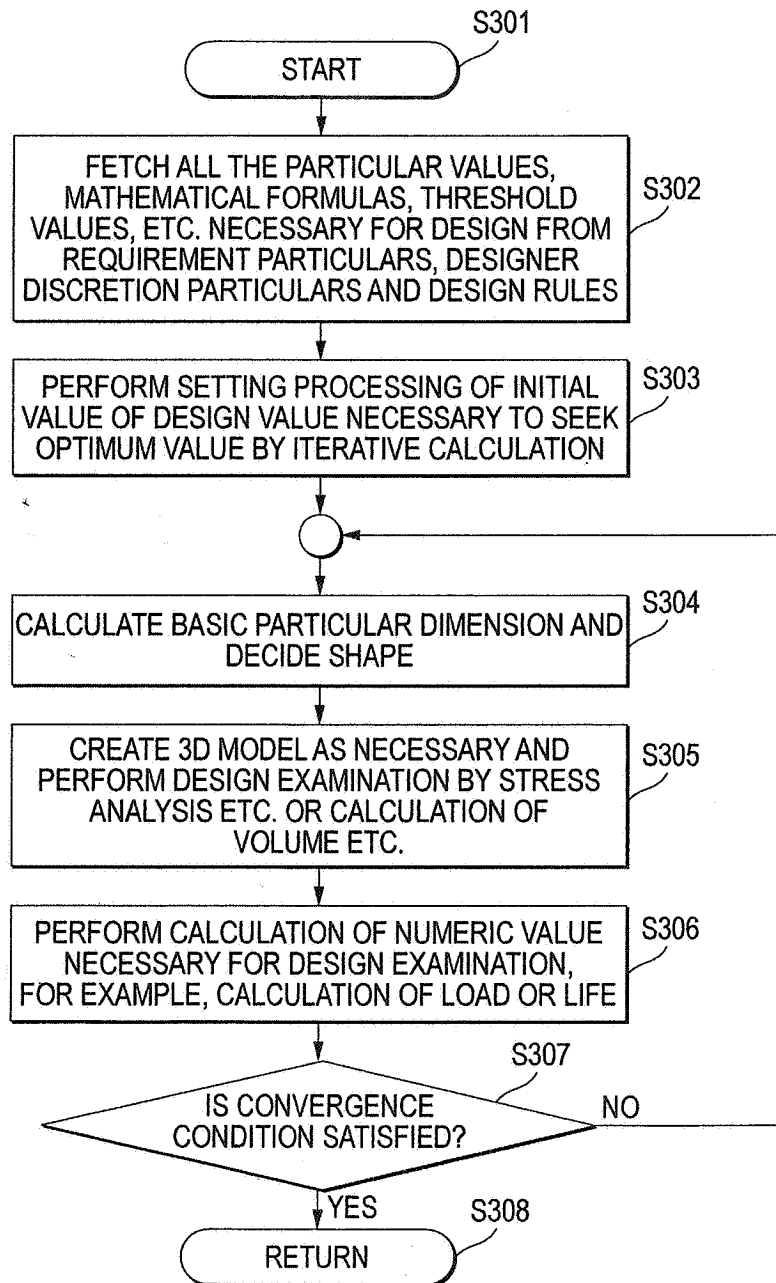 S301
START
FETCH ALL THE PARTICULAR VALUES,
MATHEMATICAL FORMULAS, THRESHOLD
VALUES, ETC. NECESSARY FOR DESIGN FROM
REQUIREMENT PARTICULARS, DESIGNER
DISCRETION PARTICULARS AND DESIGN RULES
S302
PERFORM SETTING PROCESSING OF INITIAL
VALUE OF DESIGN VALUE NECESSARY TO SEEK
OPTIMUM VALUE BY ITERATIVE CALCULATION
S303
CALCULATE BASIC PARTICULAR DIMENSION AND
DECIDE SHAPE
S304
CREATE 3D MODEL AS NECESSARY AND
PERFORM DESIGN EXAMINATION BY STRESS
ANALYSIS ETC. OR CALCULATION OF
VOLUME ETC.
S305
PERFORM CALCULATION OF NUMERIC VALUE
NECESSARY FOR DESIGN EXAMINATION,
FOR EXAMPLE, CALCULATION OF LOAD OR LIFE
S306
S307
IS CONVERGENCE
CONDITION SATISFIED?
NO
YES
S308
RETURN